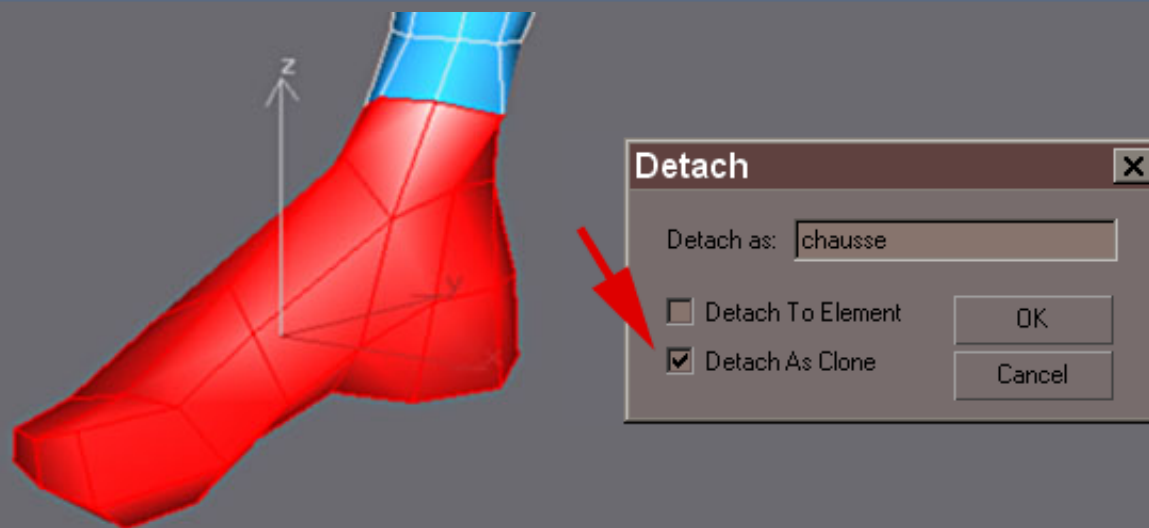 z
y
x
Detach
Detach as: chausse
Detach To Element
OK
Detach As Clone
Cancel